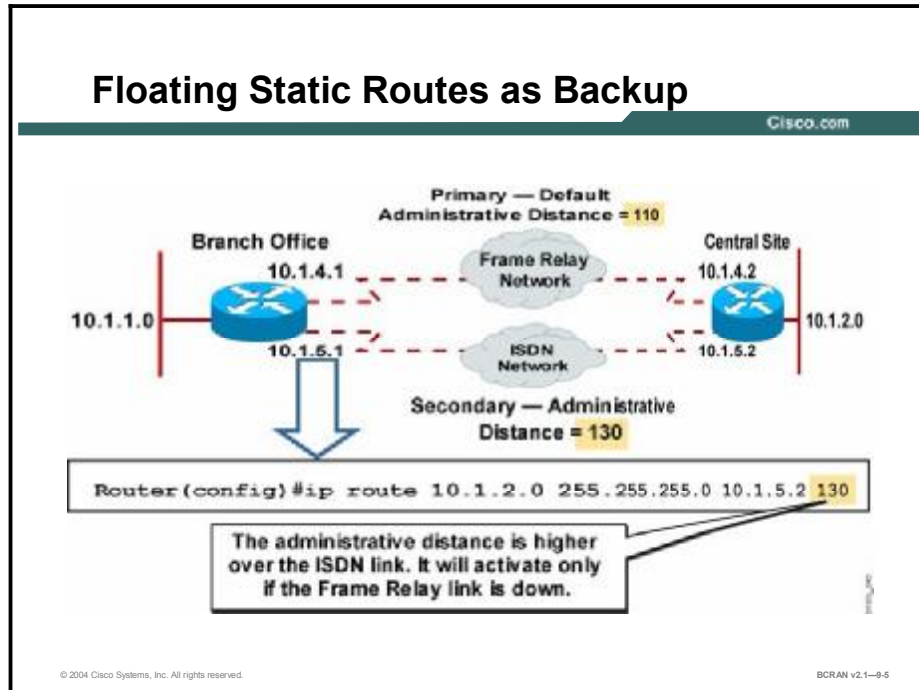 Floating Static Routes as Backup
Cisco.com
Primary — Default
Administrative Distance = 110
Branch Office
Central Site
10.1.4.1
Frame Relay
Network
10.1.4.2
10.1.1.0
10.1.2.0
10.1.5.1
ISDN
Network
10.1.5.2
Secondary — Administrative
Distance = 130
Router(config)#ip route 10.1.2.0 255.255.255.0 10.1.5.2 130
The administrative distance is higher
over the ISDN link. It will activate only
if the Frame Relay link is down.
© 2004 Cisco Systems, Inc. All rights reserved.
BCRAN v2.1—9-5